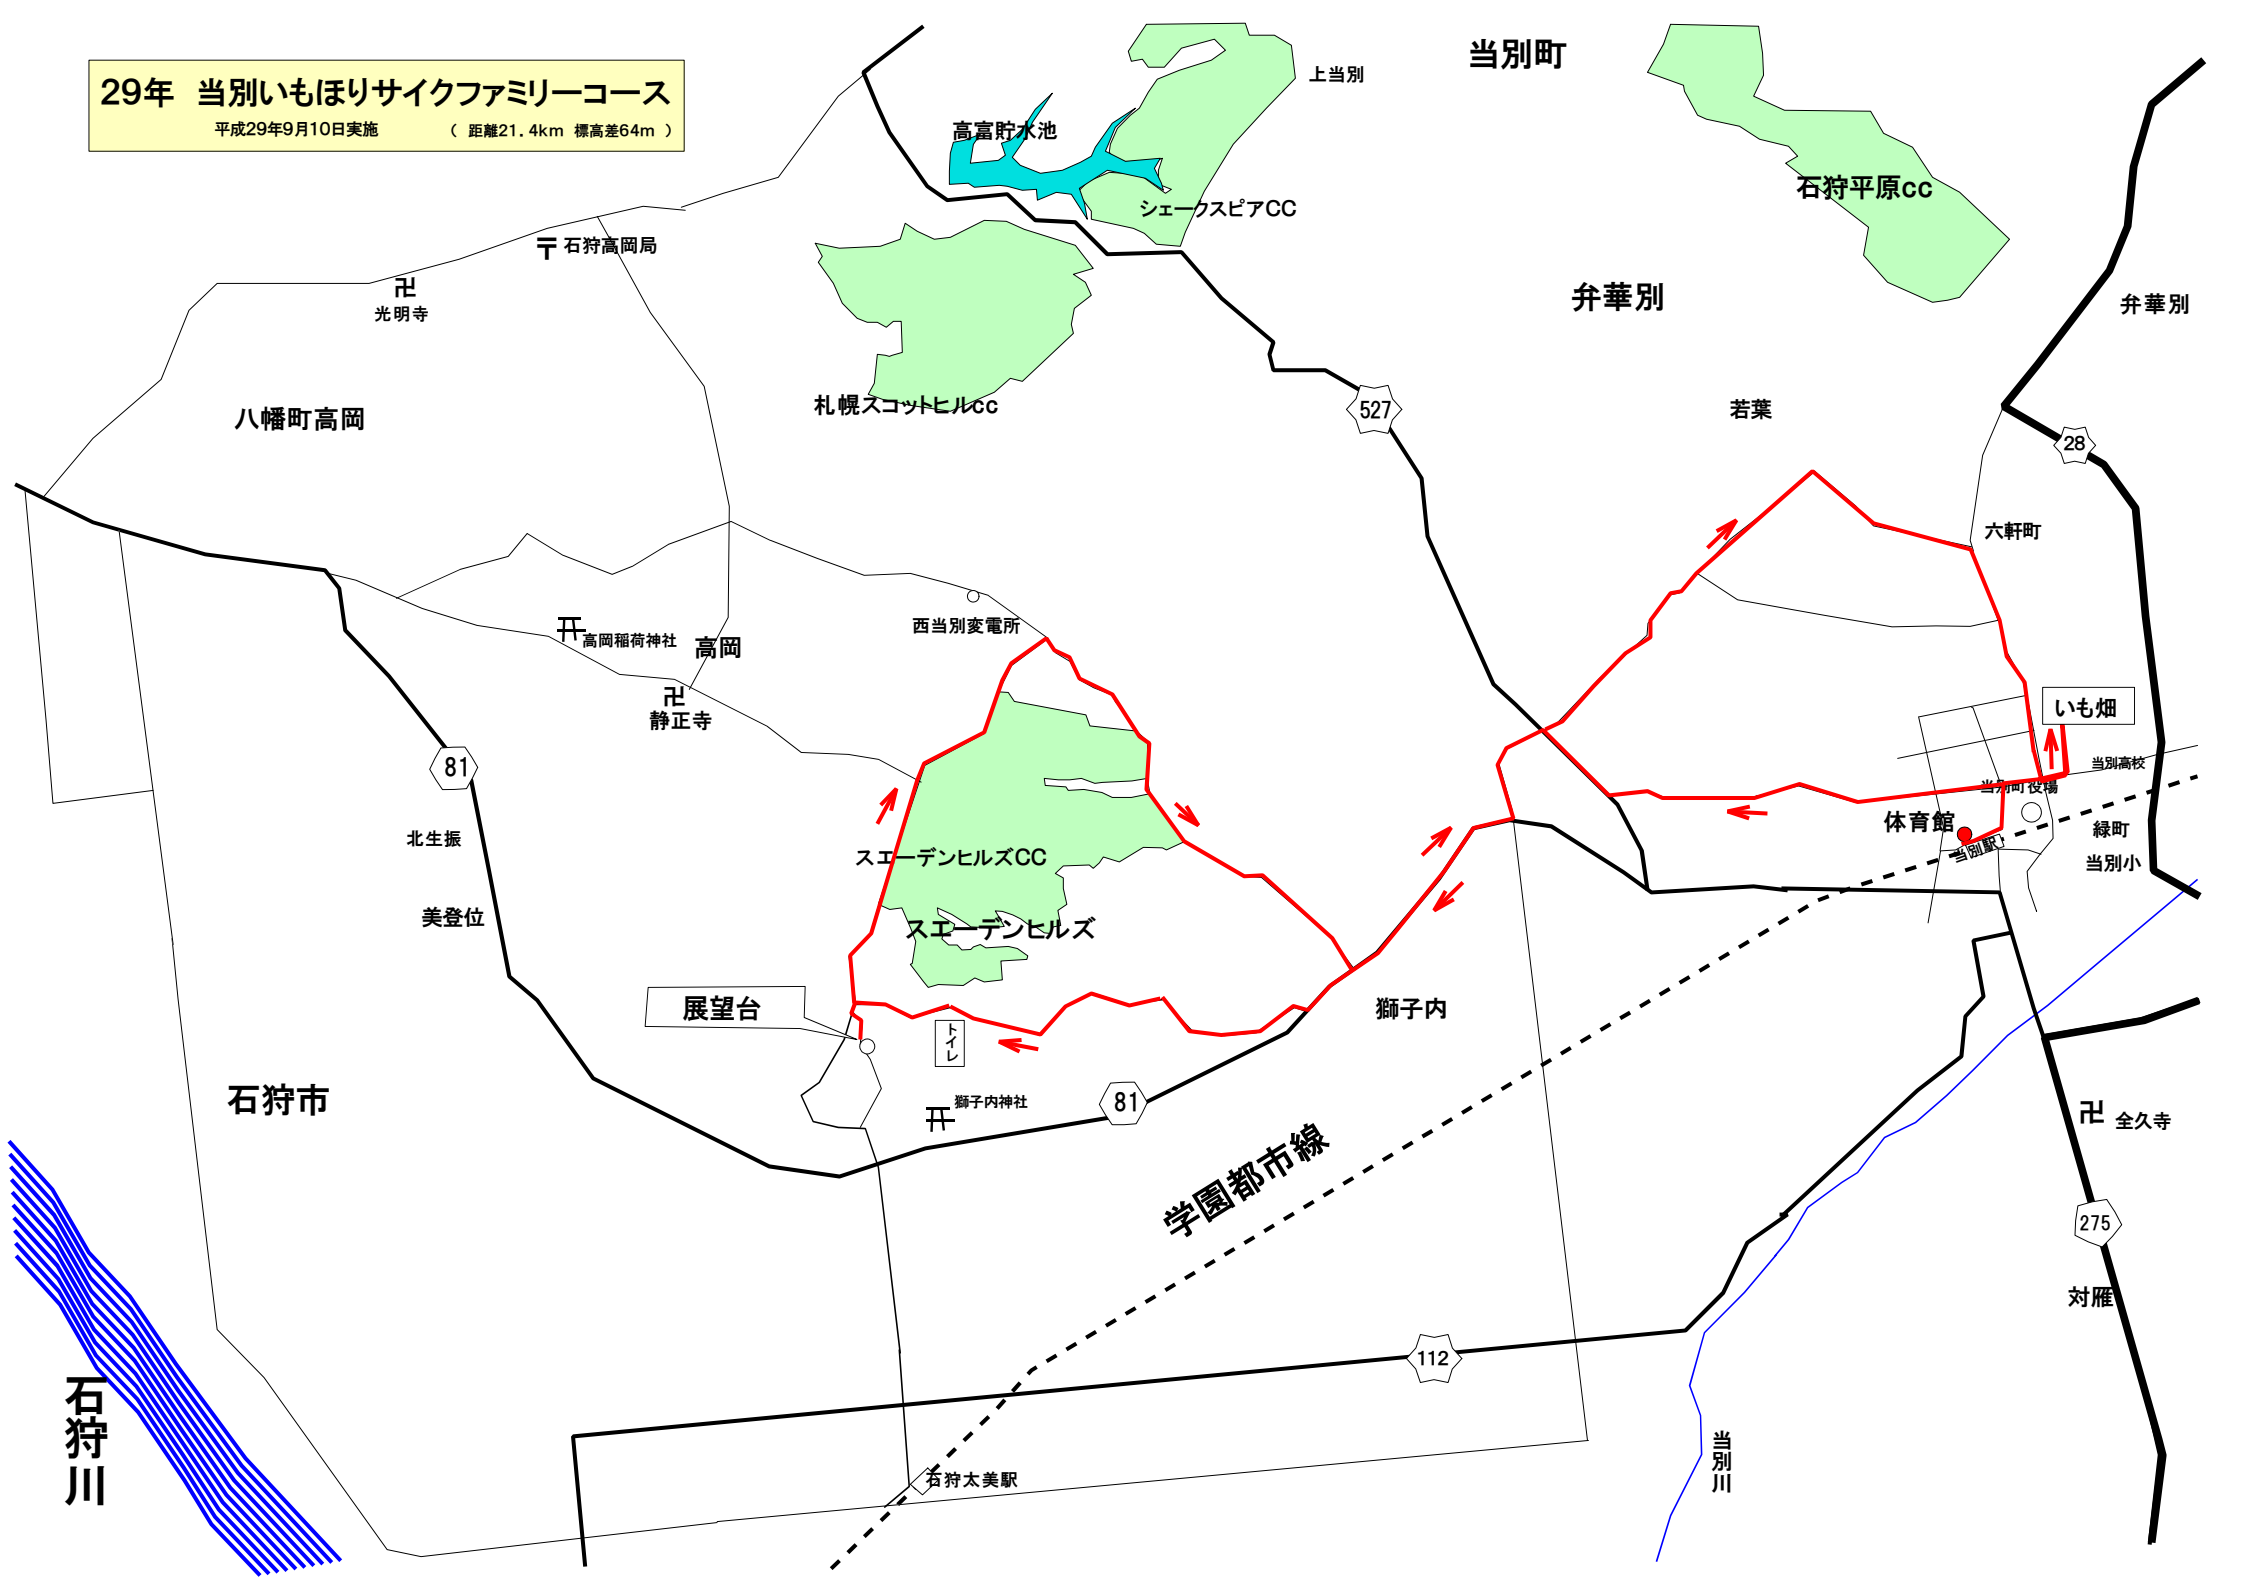 29年 当別いもほりサイクファミリーコース
平成29年9月10日実施 （ 距離21.4km 標高差64m ）
当別町
上当別
高富貯水池
石狩平原cc
シェークスピアCC
〒 石狩高岡局
卍
光明寺
弁華別
弁華別
札幌スコットヒルcc
八幡町高岡
527
若葉
28
六軒町
西当別変電所
高岡稲荷神社
高岡
卍
静正寺
いも畑
81
当別高校
当別町役場
体育館
緑町
当別駅
当別小
北生振
スエーデンヒルズCC
美登位
スエーデンヒルズ
展望台
獅子内
トイレ
石狩市
81
獅子内神社
卍 全久寺
学園都市線
275
対雁
112
石狩川
当別川
石狩太美駅